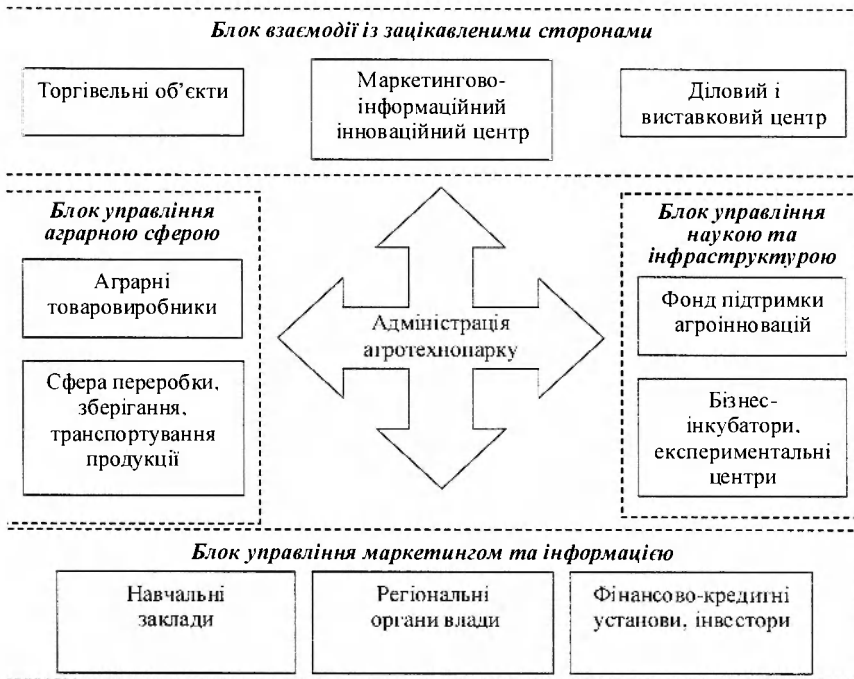 Блок взаємодії із зацікавленими сторонами
Торгівельні об’єкти
Маркетингово-
інформаційний
інноваційний центр
Діловий і
виставковий центр
Блок управління
аграрною сферою
Аграрні
товаровиробники
Сфера переробки,
зберігання,
транспортування
продукції
Адміністрація
агротехнопарку
Блок управління
наукою та
інфраструктурою
Фонд підтримки
агроінновацій
Бізнес-
інкубатори,
експериментальні
центри
Блок управління маркетингом та інформацією
Навчальні
заклади
Регіональні
органи влади
Фінансово-кредитні
установи, інвестори